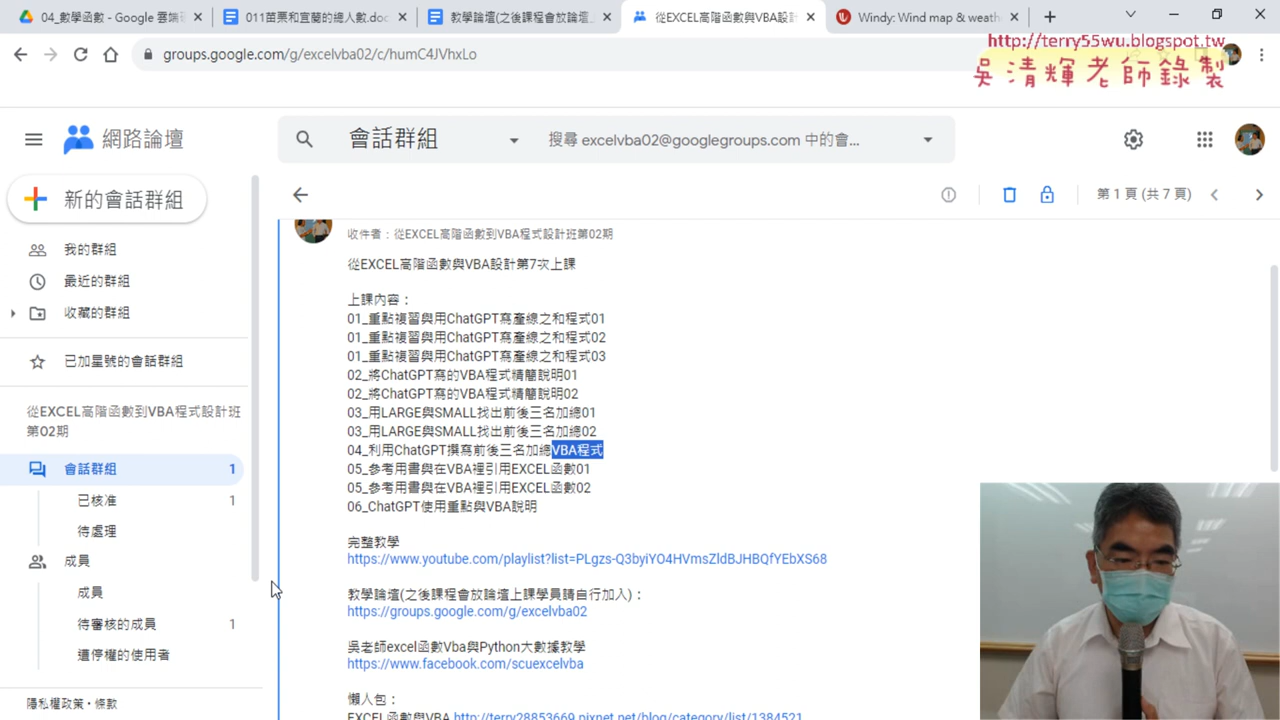 04_數學函數 - Google 雲端
011苗栗和宜蘭的總人數.doc
教學論壇(之後課程會放論壇
從EXCEL高階函數與VBA設計
Windy: Wind map & weath
groups.google.com/g/excelvba02/c/humC4JVhxLo
http://terry55wu.blogspot.tw
吳清輝老師錄製
網路論壇
會話群組
搜尋 excelvba02@googlegroups.com 中的會...
新的會話群組
第 1 頁 (共 7 頁)
我的群組
最近的群組
收藏的群組
已加星號的會話群組
從EXCEL高階函數到VBA程式設計班
第02期
會話群組 1
已核准 1
待處理
成員
成員
待審核的成員 1
遭停權的使用者
隱私權政策・條款
收件者：從EXCEL高階函數到VBA程式設計班第02期
從EXCEL高階函數與VBA設計第7次上課
上課內容：
01_重點複習與用ChatGPT寫產線之和程式01
01_重點複習與用ChatGPT寫產線之和程式02
01_重點複習與用ChatGPT寫產線之和程式03
02_將ChatGPT寫的VBA程式精簡說明01
02_將ChatGPT寫的VBA程式精簡說明02
03_用LARGE與SMALL找出前後三名加總01
03_用LARGE與SMALL找出前後三名加總02
04_利用ChatGPT撰寫前後三名加總VBA程式
05_參考用書與在VBA裡引用EXCEL函數01
05_參考用書與在VBA裡引用EXCEL函數02
06_ChatGPT使用重點與VBA說明
完整教學
https://www.youtube.com/playlist?list=PLgzs-Q3byiYO4HVmsZldBJHBQfYEbXS68
教學論壇(之後課程會放論壇上課學員請自行加入)：
https://groups.google.com/g/excelvba02
吳老師excel函數Vba與Python大數據教學
https://www.facebook.com/scuexcelvba
懶人包：
EXCEL函數與VBA http://terry28853669.pixnet.net/blog/category/list/1384521